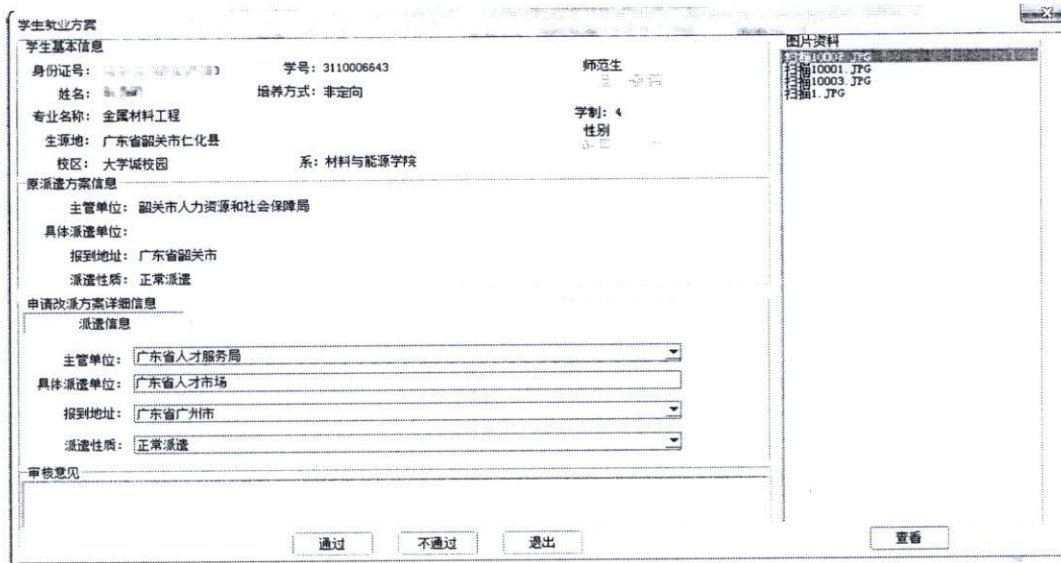 学生就业方案
学生基本信息
身份证号： 3 学号：3110006643 师范生
姓名： 培养方式：非定向
专业名称：金属材料工程 学制：4
生源地：广东省韶关市仁化县 性别
校区：大学城校园 系：材料与能源学院
原派遣方案信息
主管单位：韶关市人力资源和社会保障局
具体派遣单位：
报到地址：广东省韶关市
派遣性质：正常派遣
申请改派方案详细信息
派遣信息
主管单位：广东省人才服务局
具体派遣单位：广东省人才市场
报到地址：广东省广州市
派遣性质：正常派遣
审核意见
通过 不通过 退出
图片资料
扫描10001.JPG
扫描10003.JPG
扫描1.JPG
查看